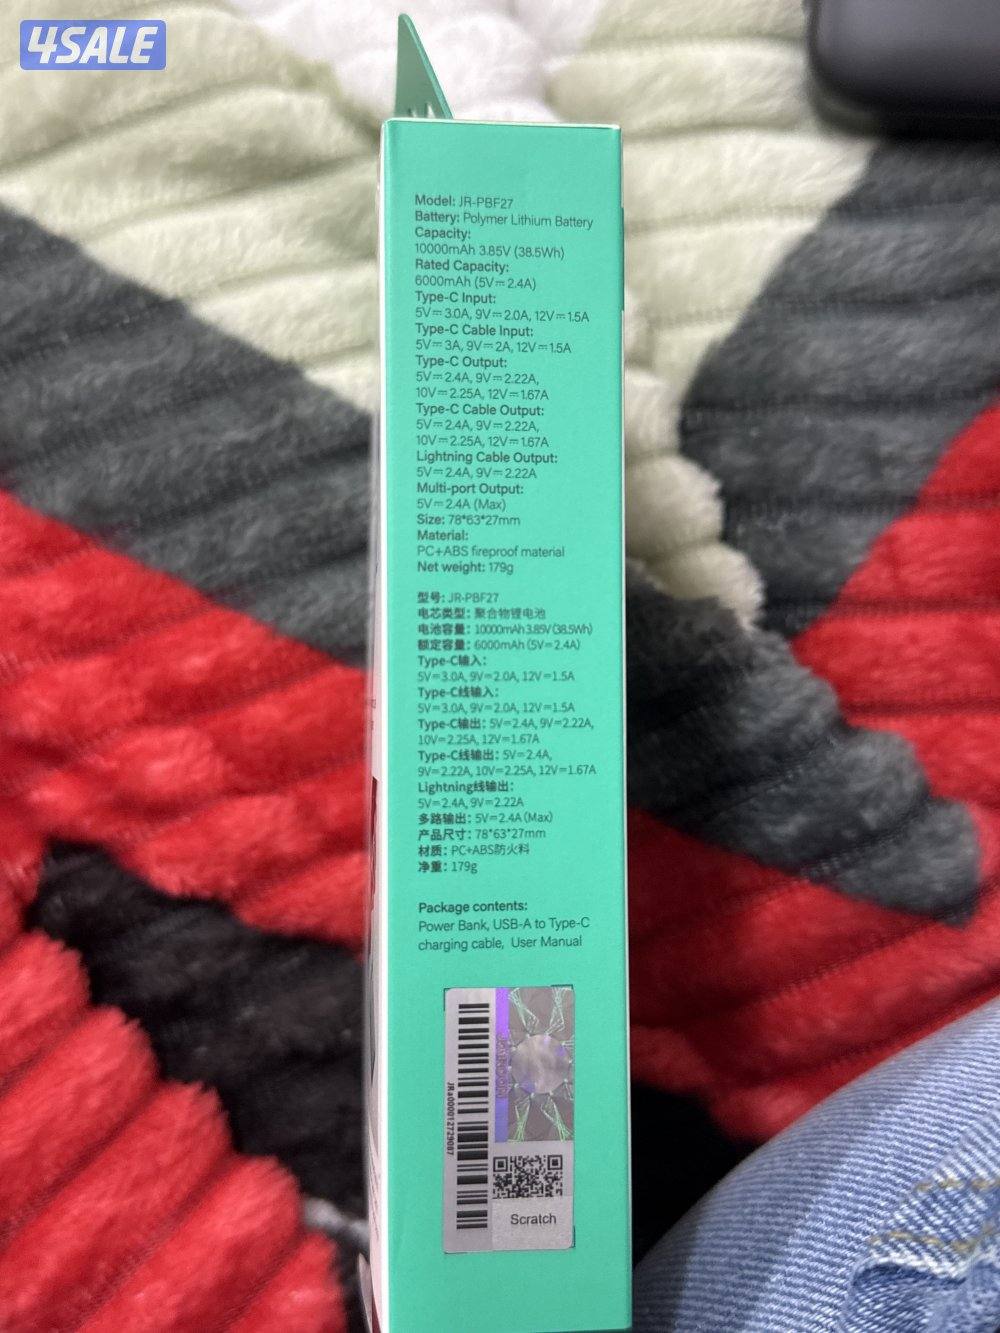 4SALE
Model: JR-PBF27
Battery: Polymer Lithium Battery
Capacity:
10000mAh 3.85V (38.5Wh)
Rated Capacity:
6000mAh (5V⎓2.4A)
Type-C Input:
5V⎓3.0A, 9V⎓2.0A, 12V⎓1.5A
Type-C Cable Input:
5V⎓3A, 9V⎓2A, 12V⎓1.5A
Type-C Output:
5V⎓2.4A, 9V⎓2.22A,
10V⎓2.25A, 12V⎓1.67A
Type-C Cable Output:
5V⎓2.4A, 9V⎓2.22A,
10V⎓2.25A, 12V⎓1.67A
Lightning Cable Output:
5V⎓2.4A, 9V⎓2.22A
Multi-port Output:
5V⎓2.4A (Max)
Size: 78*63*27mm
Material:
PC+ABS fireproof material
Net weight: 179g
型号: JR-PBF27
电芯类型: 聚合物锂电池
电池容量: 10000mAh 3.85V (38.5Wh)
额定容量: 6000mAh (5V⎓2.4A)
Type-C输入:
5V⎓3.0A, 9V⎓2.0A, 12V⎓1.5A
Type-C线输入:
5V⎓3.0A, 9V⎓2.0A, 12V⎓1.5A
Type-C输出: 5V⎓2.4A, 9V⎓2.22A,
10V⎓2.25A, 12V⎓1.67A
Type-C线输出: 5V⎓2.4A,
9V⎓2.22A, 10V⎓2.25A, 12V⎓1.67A
Lightning线输出:
5V⎓2.4A, 9V⎓2.22A
多路输出: 5V⎓2.4A (Max)
产品尺寸: 78*63*27mm
材质: PC+ABS防火料
净重: 179g
Package contents:
Power Bank, USB-A to Type-C
charging cable, User Manual
JRa000012729087
JOYROOM
Scratch